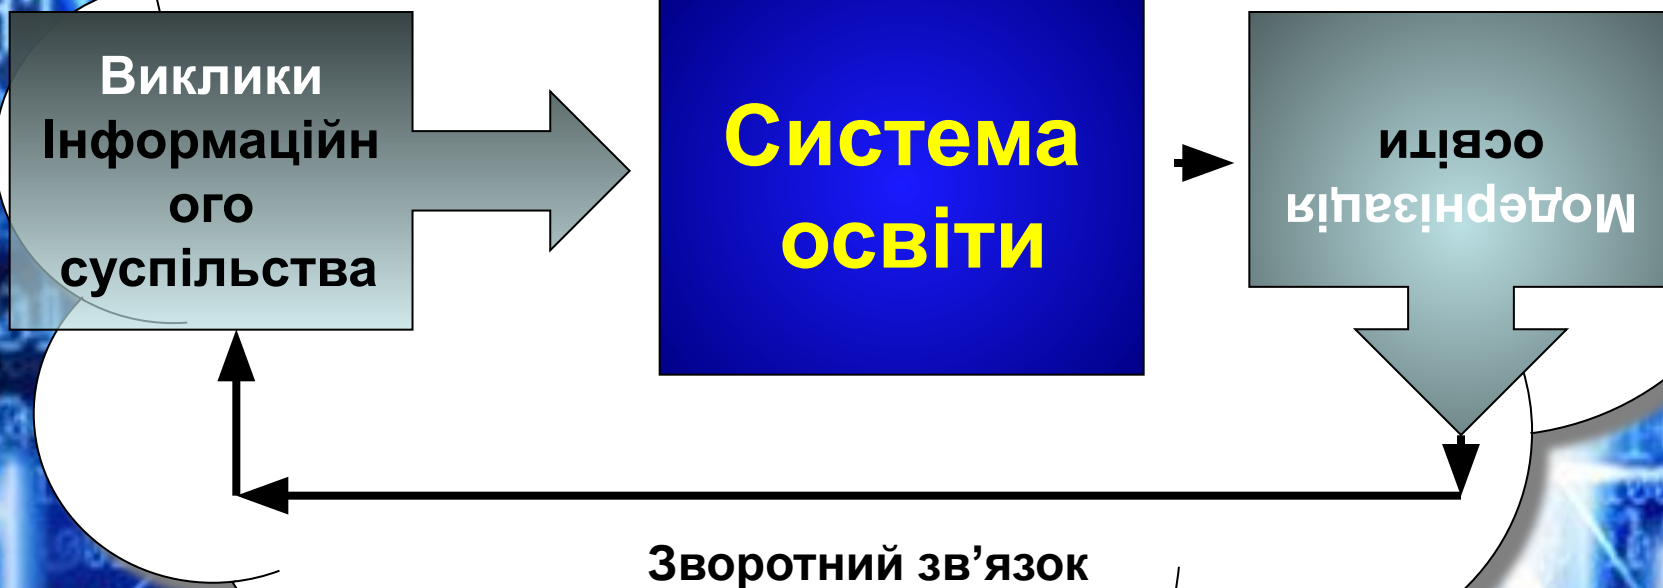 Виклики
Інформаційн
ого
суспільства
Система
освіти
Модернізація
освіти
Зворотний зв’язок